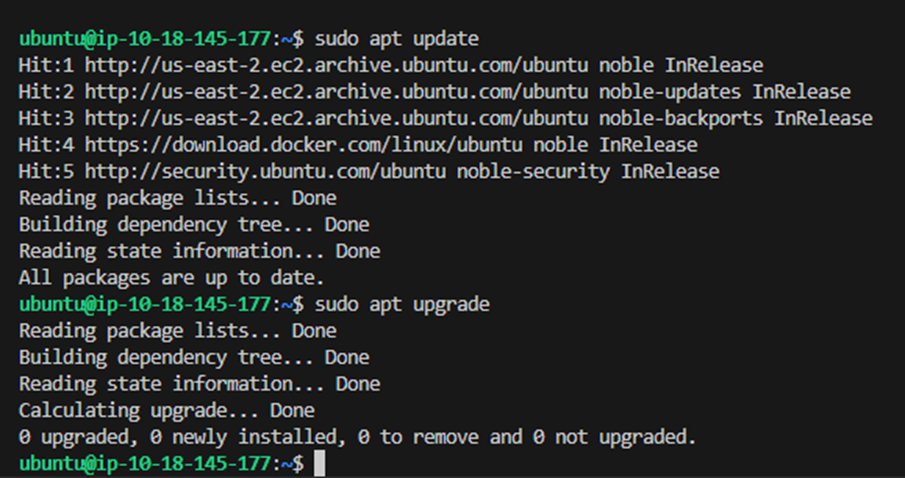 ubuntu@ip-10-18-145-177:~$ sudo apt update
Hit:1 http://us-east-2.ec2.archive.ubuntu.com/ubuntu noble InRelease
Hit:2 http://us-east-2.ec2.archive.ubuntu.com/ubuntu noble-updates InRelease
Hit:3 http://us-east-2.ec2.archive.ubuntu.com/ubuntu noble-backports InRelease
Hit:4 https://download.docker.com/linux/ubuntu noble InRelease
Hit:5 http://security.ubuntu.com/ubuntu noble-security InRelease
Reading package lists... Done
Building dependency tree... Done
Reading state information... Done
All packages are up to date.
ubuntu@ip-10-18-145-177:~$ sudo apt upgrade
Reading package lists... Done
Building dependency tree... Done
Reading state information... Done
Calculating upgrade... Done
0 upgraded, 0 newly installed, 0 to remove and 0 not upgraded.
ubuntu@ip-10-18-145-177:~$